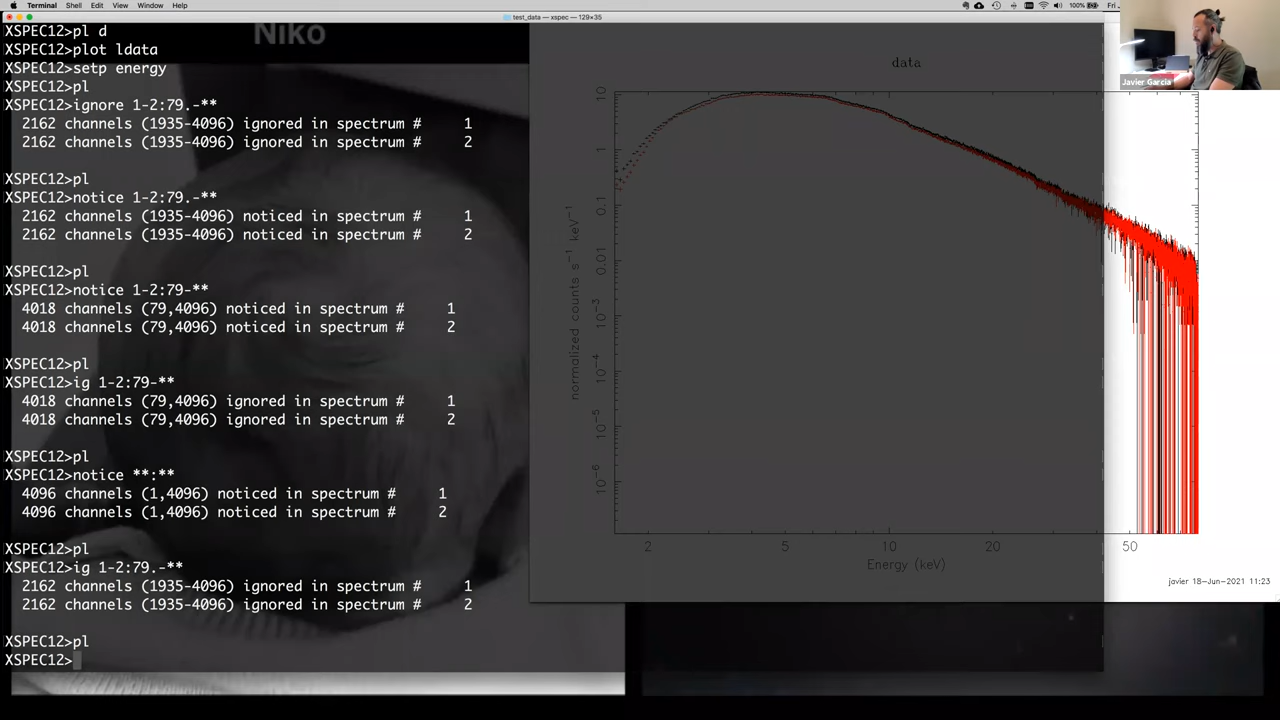 Terminal Shell Edit View Window Help
100% Fri
test_data — xspec — 129×35
Niko
Javier Garcia
XSPEC12>pl d
XSPEC12>plot ldata
XSPEC12>setp energy
XSPEC12>pl
XSPEC12>ignore 1-2:79.-**
2162 channels (1935-4096) ignored in spectrum # 1
2162 channels (1935-4096) ignored in spectrum # 2
XSPEC12>pl
XSPEC12>notice 1-2:79.-**
2162 channels (1935-4096) noticed in spectrum # 1
2162 channels (1935-4096) noticed in spectrum # 2
XSPEC12>pl
XSPEC12>notice 1-2:79-**
4018 channels (79,4096) noticed in spectrum # 1
4018 channels (79,4096) noticed in spectrum # 2
XSPEC12>pl
XSPEC12>ig 1-2:79-**
4018 channels (79,4096) ignored in spectrum # 1
4018 channels (79,4096) ignored in spectrum # 2
XSPEC12>pl
XSPEC12>notice **:**
4096 channels (1,4096) noticed in spectrum # 1
4096 channels (1,4096) noticed in spectrum # 2
XSPEC12>pl
XSPEC12>ig 1-2:79.-**
2162 channels (1935-4096) ignored in spectrum # 1
2162 channels (1935-4096) ignored in spectrum # 2
XSPEC12>pl
XSPEC12>
data
normalized counts s⁻¹ keV⁻¹
10
1
0.1
0.01
10⁻³
10⁻⁴
10⁻⁵
10⁻⁶
2 5 10 20 50
Energy (keV)
javier 18-Jun-2021 11:23